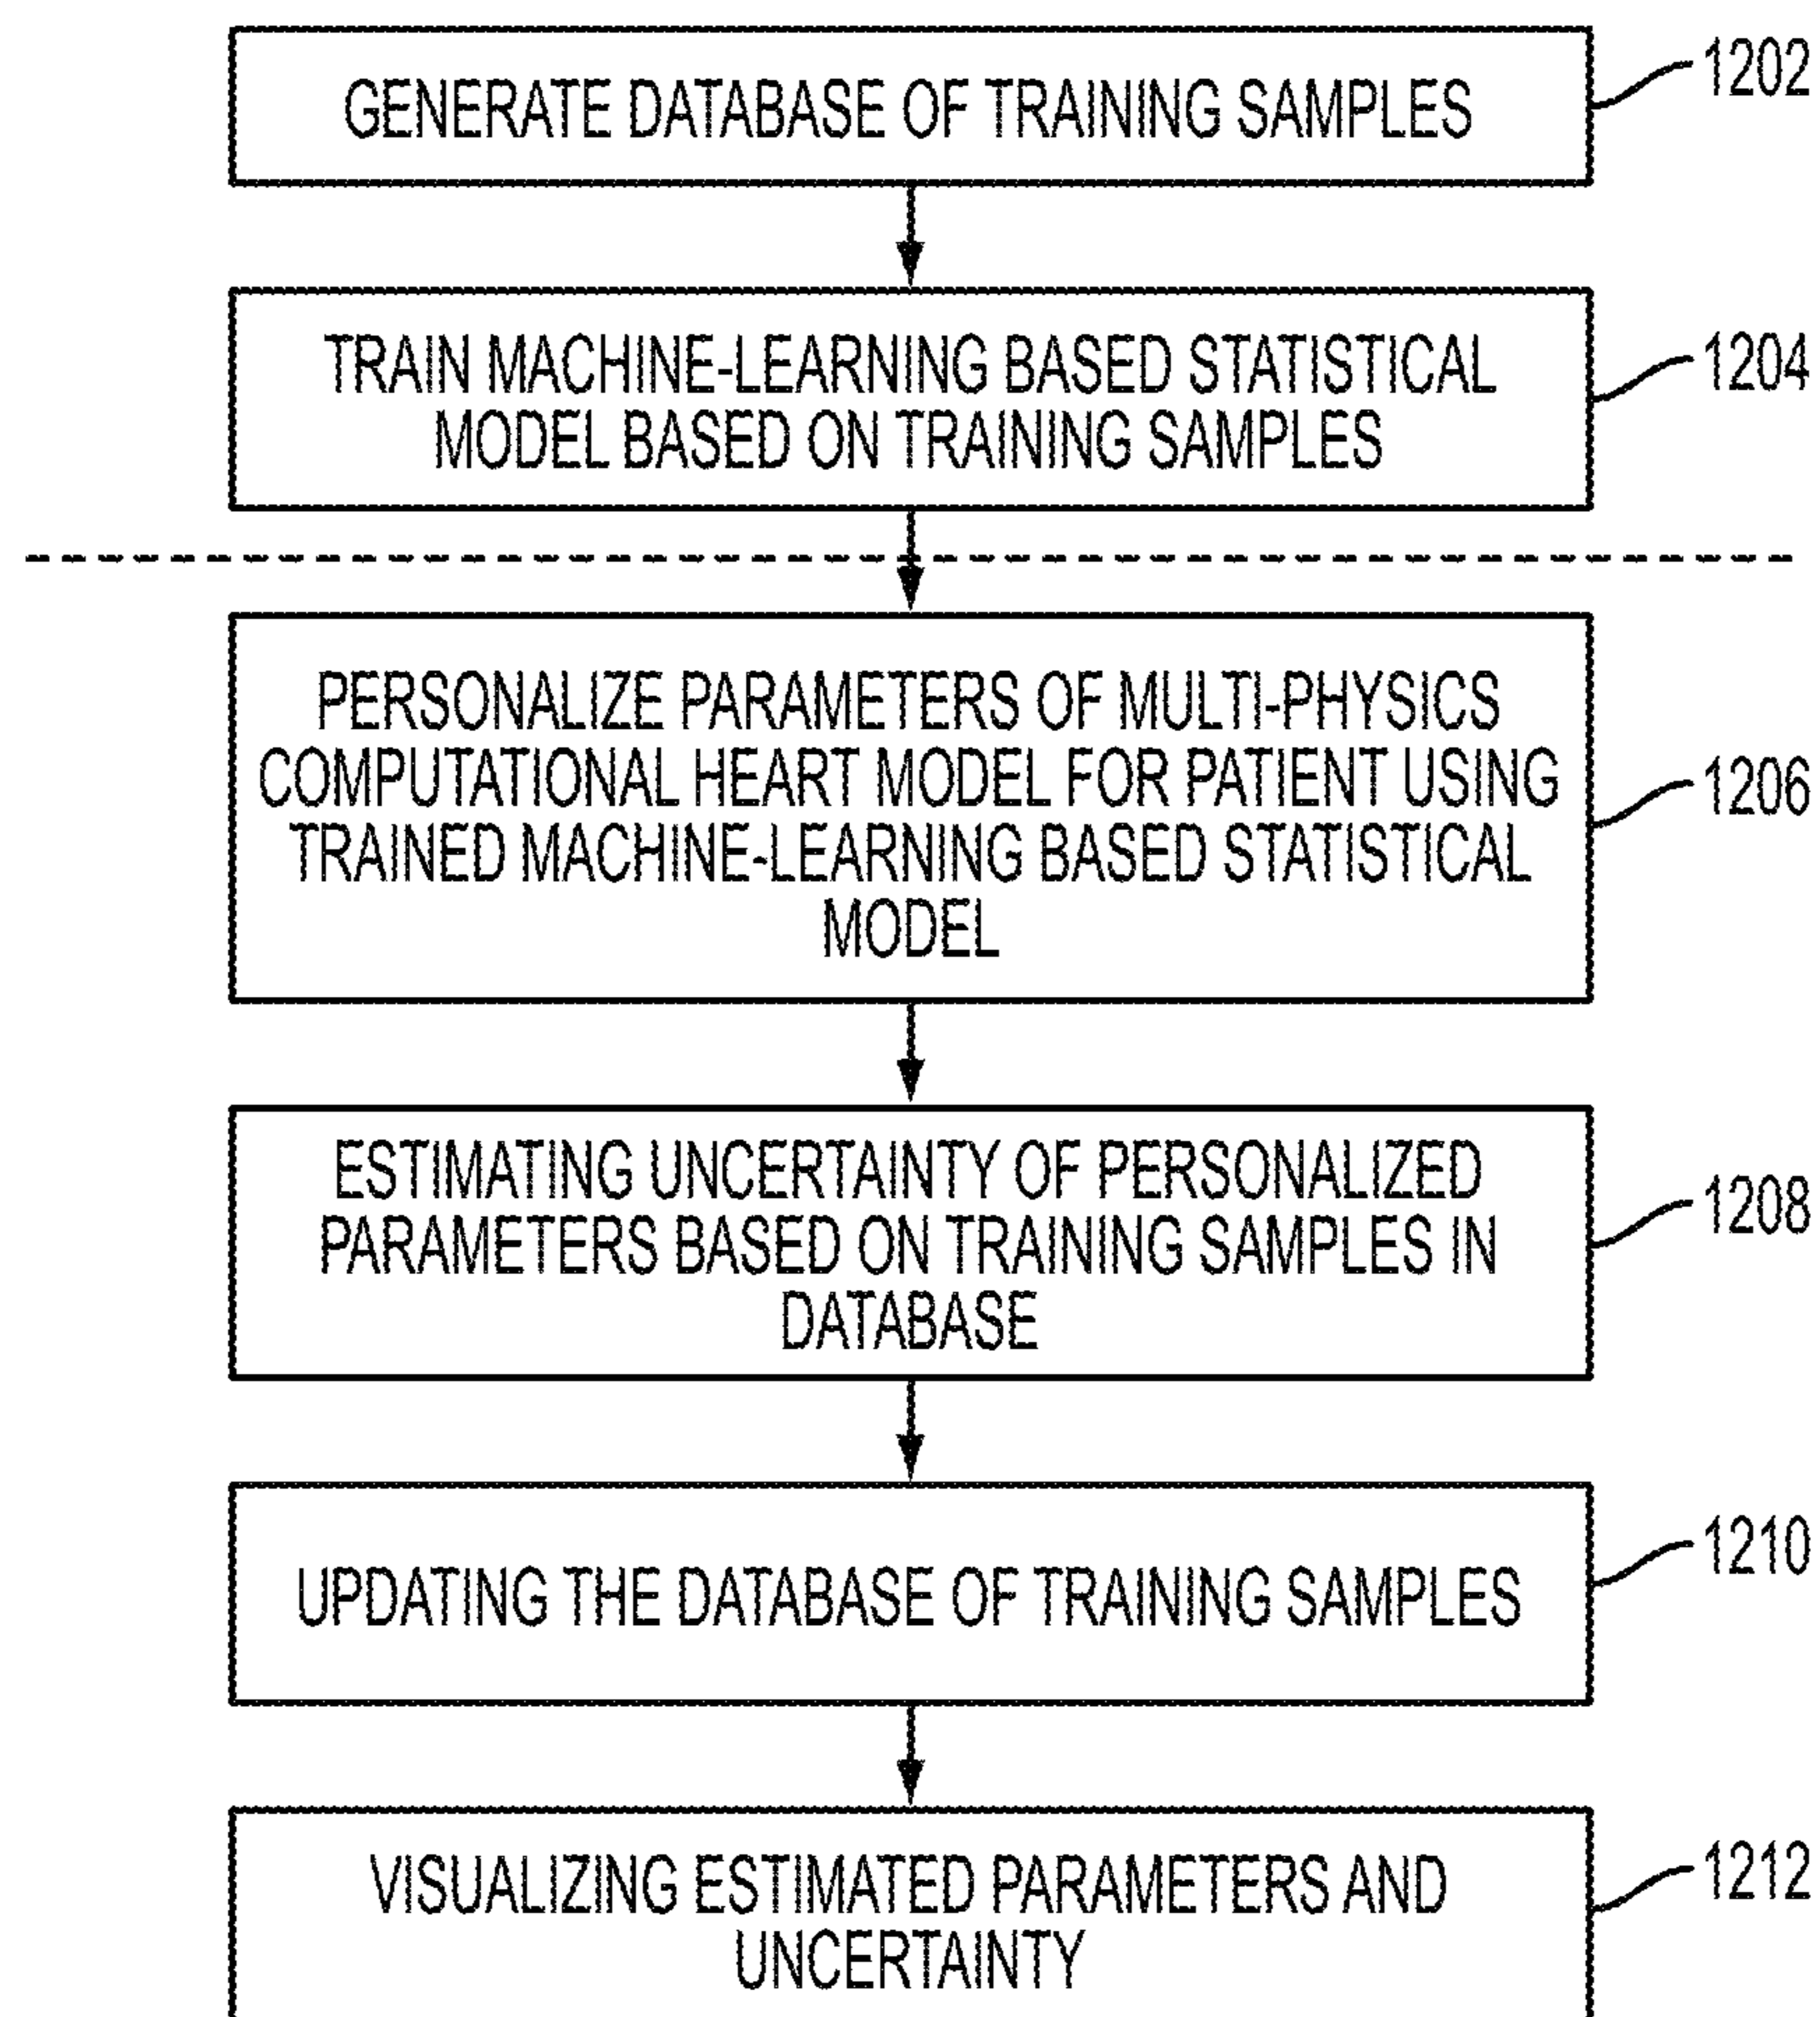 GENERATE DATABASE OF TRAINING SAMPLES
1202
TRAIN MACHINE-LEARNING BASED STATISTICAL
MODEL BASED ON TRAINING SAMPLES
1204
PERSONALIZE PARAMETERS OF MULTI-PHYSICS
COMPUTATIONAL HEART MODEL FOR PATIENT USING
TRAINED MACHINE-LEARNING BASED STATISTICAL
MODEL
1206
ESTIMATING UNCERTAINTY OF PERSONALIZED
PARAMETERS BASED ON TRAINING SAMPLES IN
DATABASE
1208
UPDATING THE DATABASE OF TRAINING SAMPLES
1210
VISUALIZING ESTIMATED PARAMETERS AND
UNCERTAINTY
1212